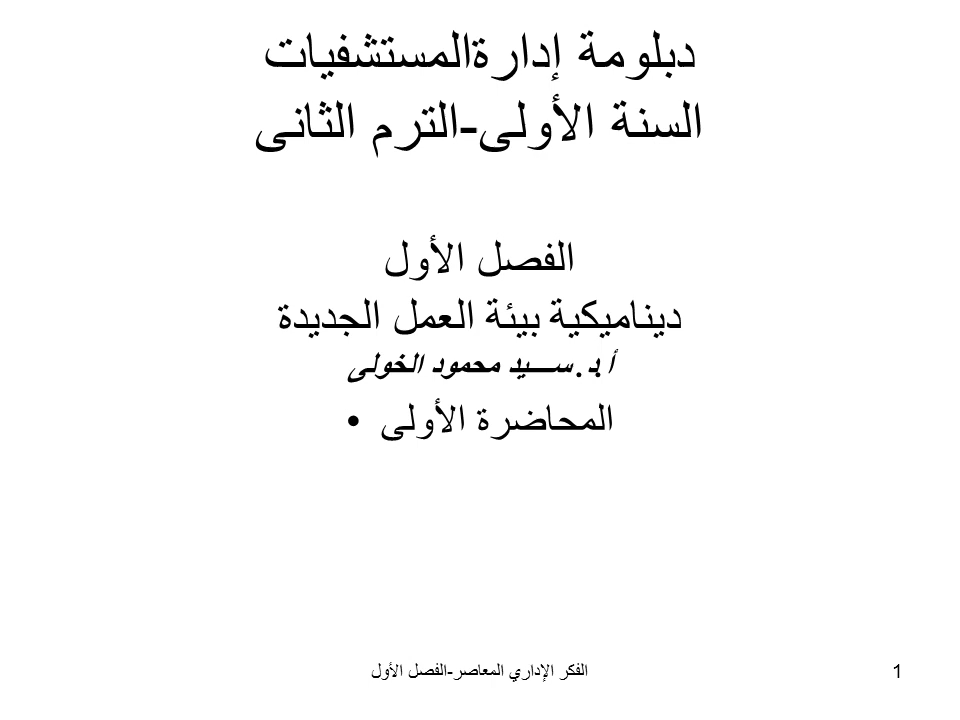 دبلومة إدارةالمستشفيات
السنة الأولى-الترم الثانى
الفصل الأول
ديناميكية بيئة العمل الجديدة
أ.د.ســيد محمود الخولى
• المحاضرة الأولى
الفكر الإداري المعاصر-الفصل الأول
1